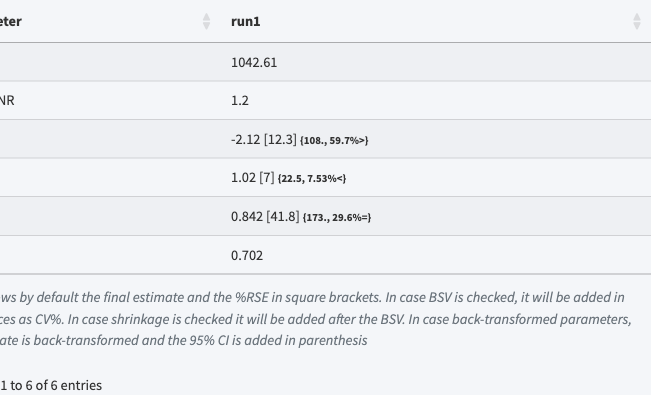 eter run1
1042.61
NR 1.2
-2.12 [12.3] {108., 59.7%>}
1.02 [7] {22.5, 7.53%<}
0.842 [41.8] {173., 29.6%=}
0.702
ws by default the final estimate and the %RSE in square brackets. In case BSV is checked, it will be added in
ces as CV%. In case shrinkage is checked it will be added after the BSV. In case back-transformed parameters,
ate is back-transformed and the 95% CI is added in parenthesis
1 to 6 of 6 entries